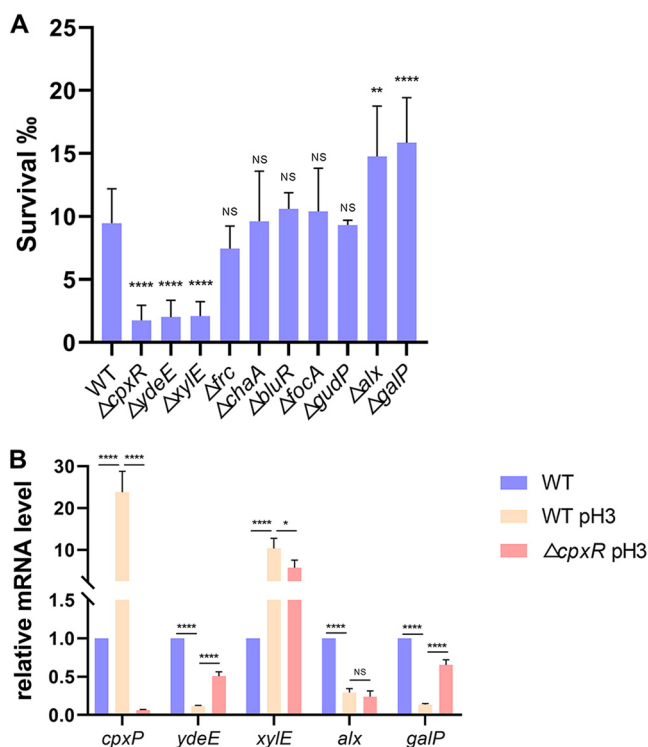 A
Survival ‰
25
20
15
10
5
0
**** **** **** NS NS NS NS NS ** ****
WT ΔcpxR ΔydeE ΔxylE Δfrc ΔchaA ΔbluR ΔfocA ΔgudP Δalx ΔgalP
B
relative mRNA level
30
20
10
1.5
1.0
0.5
0.0
**** ****
**** ****
**** *
**** NS
**** ****
cpxP ydeE xylE alx galP
WT
WT pH3
ΔcpxR pH3